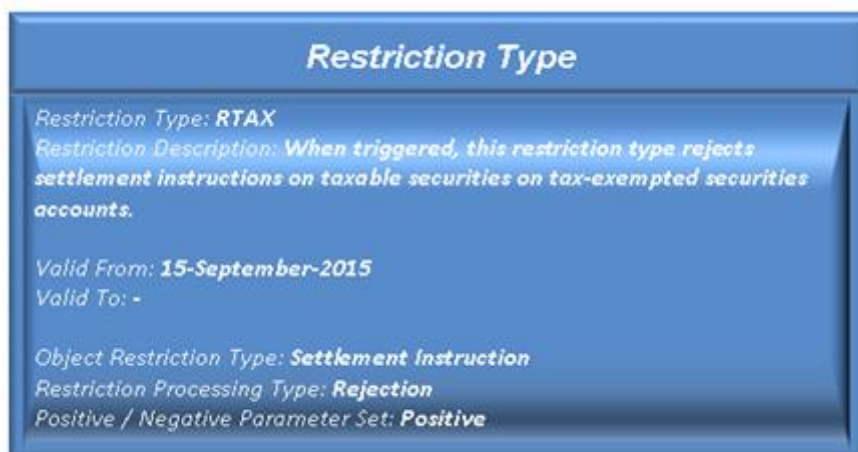 Restriction Type
Restriction Type: RTAX
Restriction Description: When triggered, this restriction type rejects
settlement instructions on taxable securities on tax-exempted securities
accounts.
Valid From: 15-September-2015
Valid To: -
Object Restriction Type: Settlement Instruction
Restriction Processing Type: Rejection
Positive / Negative Parameter Set: Positive